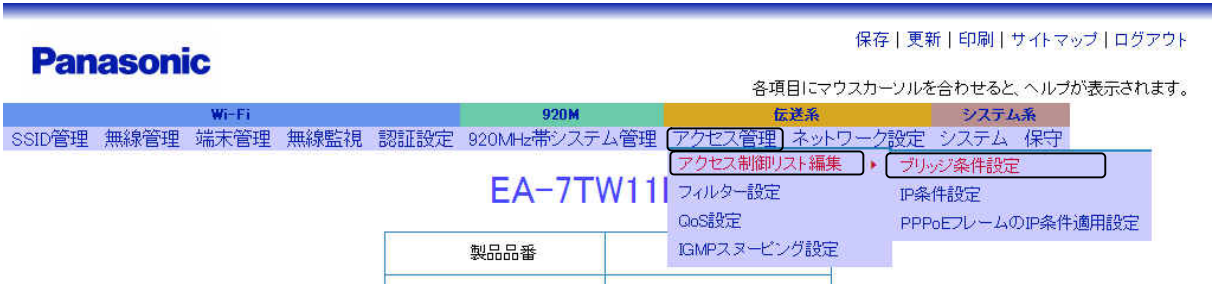 保存 | 更新 | 印刷 | サイトマップ | ログアウト
Panasonic
各項目にマウスカーソルを合わせると、ヘルプが表示されます。
Wi-Fi 920M 伝送系 システム系
SSID管理 無線管理 端末管理 無線監視 認証設定 920MHz帯システム管理 アクセス管理 ネットワーク設定 システム 保守
アクセス制御リスト編集 ブリッジ条件設定
EA-7TW11
フィルター設定 IP条件設定
QoS設定 PPPoEフレームのIP条件適用設定
製品品番 IGMPスヌーピング設定